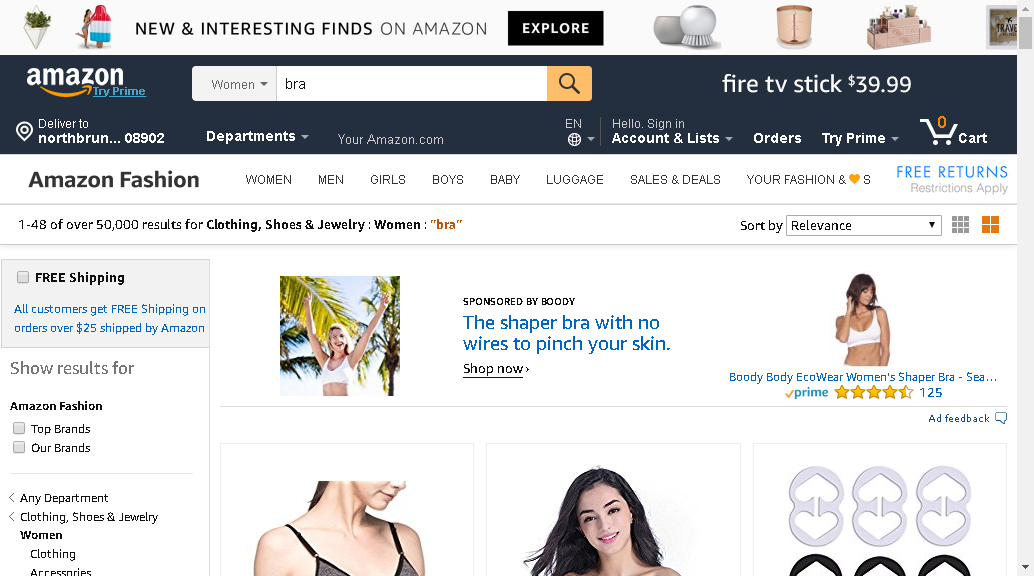 NEW & INTERESTING FINDS ON AMAZON
EXPLORE
TRAVE
amazon
Try Prime
Women
bra
fire tv stick $39.99
Deliver to
northbrun... 08902
Departments
Your Amazon.com
EN
Hello. Sign in
Account & Lists
Orders
Try Prime
0
Cart
Amazon Fashion
WOMEN
MEN
GIRLS
BOYS
BABY
LUGGAGE
SALES & DEALS
YOUR FASHION & 🧡 S
FREE RETURNS
Restrictions Apply
1-48 of over 50,000 results for Clothing, Shoes & Jewelry : Women : "bra"
Sort by
Relevance
FREE Shipping
All customers get FREE Shipping on
orders over $25 shipped by Amazon
Show results for
Amazon Fashion
Top Brands
Our Brands
Any Department
Clothing, Shoes & Jewelry
Women
Clothing
Accessories
SPONSORED BY BOODY
The shaper bra with no
wires to pinch your skin.
Shop now ›
Boody Body EcoWear Women's Shaper Bra - Sea...
prime
125
Ad feedback